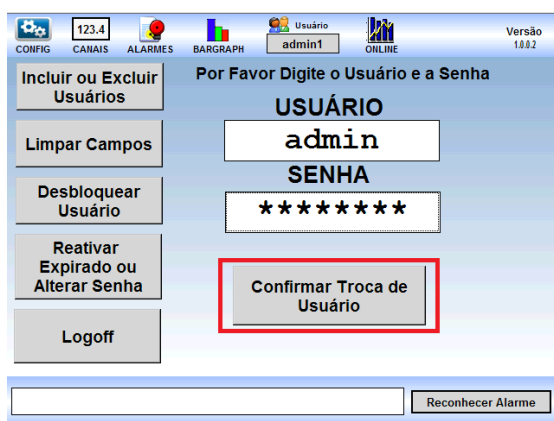 123.4
Usuário
admin1
Versão
1.0.0.2
CONFIG
CANAIS
ALARMES
BARGRAPH
ONLINE
Incluir ou Excluir
Usuários
Por Favor Digite o Usuário e a Senha
USUÁRIO
admin
Limpar Campos
SENHA
********
Desbloquear
Usuário
Reativar
Expirado ou
Alterar Senha
Confirmar Troca de
Usuário
Logoff
Reconhecer Alarme